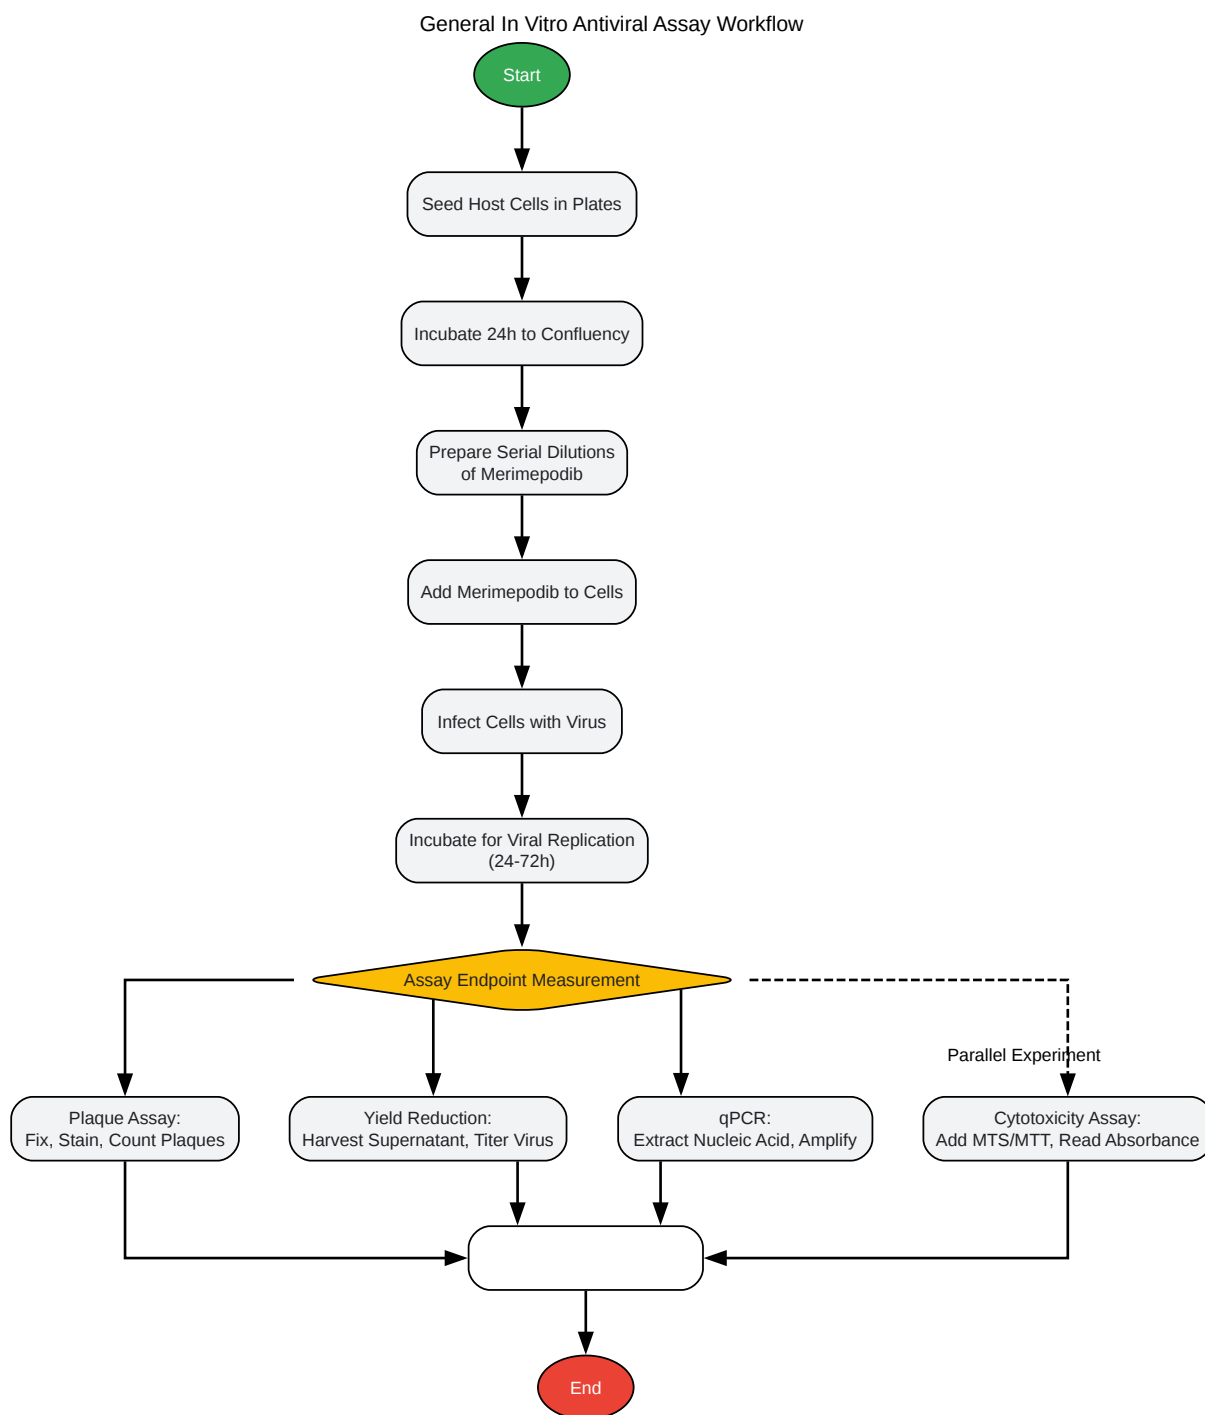 General In Vitro Antiviral Assay Workflow
Start
Seed Host Cells in Plates
Incubate 24h to Confluency
Prepare Serial Dilutions
of Merimepodib
Add Merimepodib to Cells
Infect Cells with Virus
Incubate for Viral Replication
(24-72h)
Assay Endpoint Measurement
Parallel Experiment
Plaque Assay:
Fix, Stain, Count Plaques
Yield Reduction:
Harvest Supernatant, Titer Virus
qPCR:
Extract Nucleic Acid, Amplify
Cytotoxicity Assay:
Add MTS/MTT, Read Absorbance
End